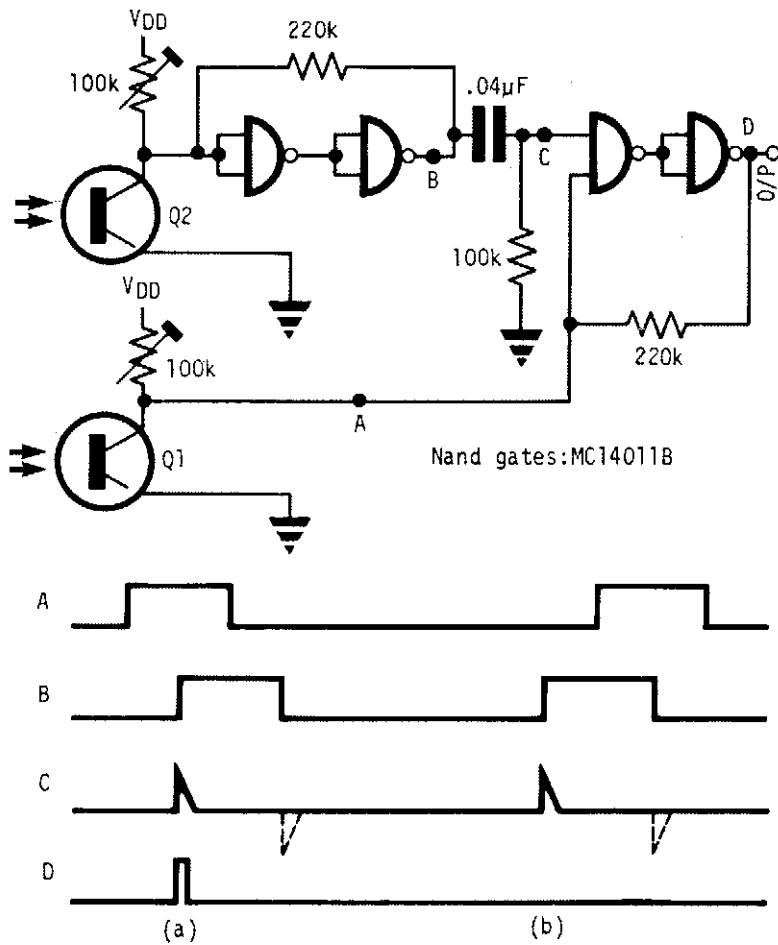 VDD
220k
100k
.04µF
D
C
B
O/P
Q2
100k
VDD
220k
100k
A
Q1
Nand gates:MC14011B
A
B
C
D
(a) (b)